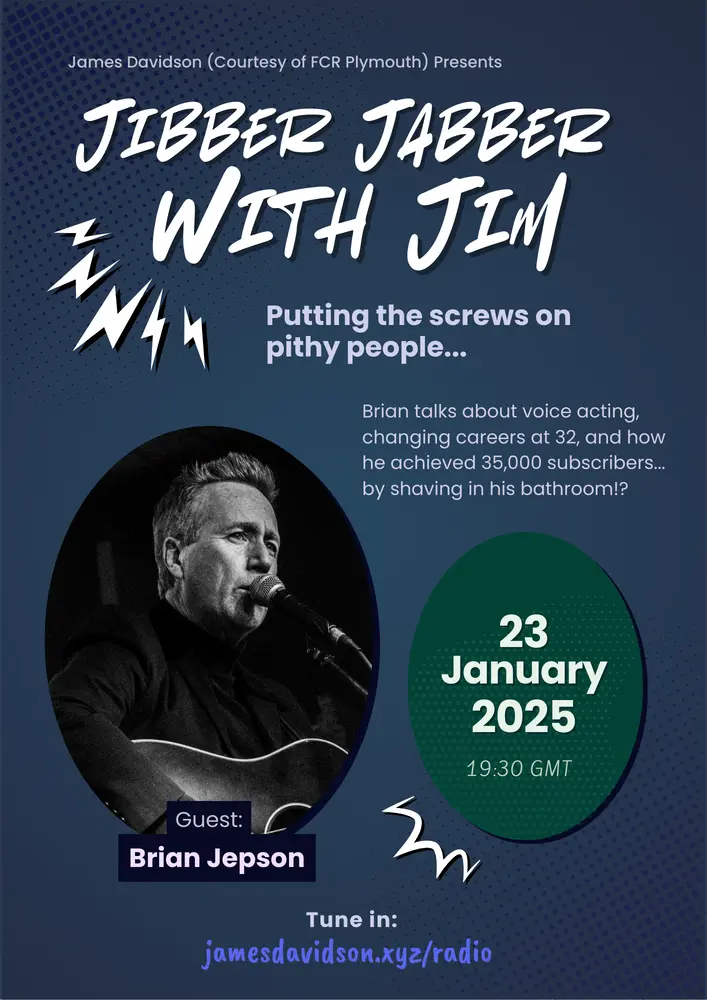 James Davidson (Courtesy of FCR Plymouth) Presents
JIBBER JABBER
WITH JIM
Putting the screws on
pithy people...
Brian talks about voice acting,
changing careers at 32, and how
he achieved 35,000 subscribers...
by shaving in his bathroom!?
23
January
2025
19:30 GMT
Guest:
Brian Jepson
Tune in:
jamesdavidson.xyz/radio